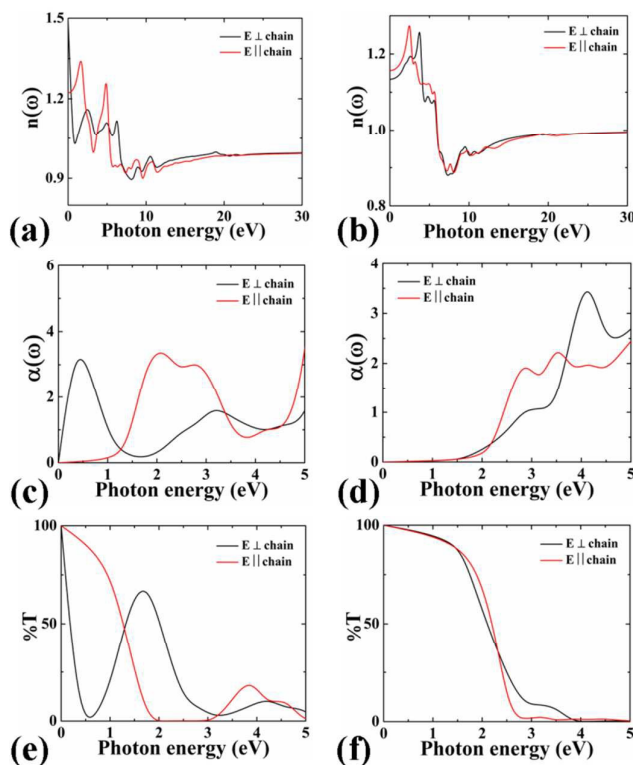 1.5
1.2
0.9
n(ω)
E ⊥ chain
E || chain
0 10 20 30
Photon energy (eV)
(a)
1.2
1.0
0.8
n(ω)
E ⊥ chain
E || chain
0 10 20 30
Photon energy (eV)
(b)
6
4
2
0
α(ω)
E ⊥ chain
E || chain
0 1 2 3 4 5
Photon energy (eV)
(c)
4
3
2
1
0
α(ω)
E ⊥ chain
E || chain
0 1 2 3 4 5
Photon energy (eV)
(d)
100
50
0
%T
E ⊥ chain
E || chain
0 1 2 3 4 5
Photon energy (eV)
(e)
100
50
0
%T
E ⊥ chain
E || chain
0 1 2 3 4 5
Photon energy (eV)
(f)